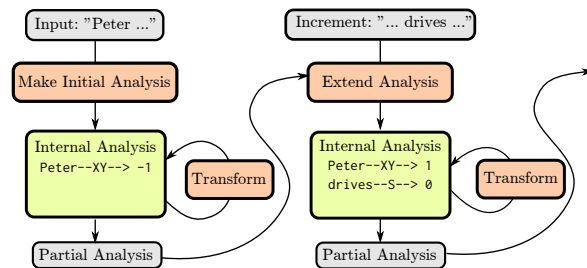 Input: "Peter ..."
Make Initial Analysis
Internal Analysis
Peter--XY--> -1
Transform
Partial Analysis
Increment: "... drives ..."
Extend Analysis
Internal Analysis
Peter--XY--> 1
drives--S--> 0
Transform
Partial Analysis